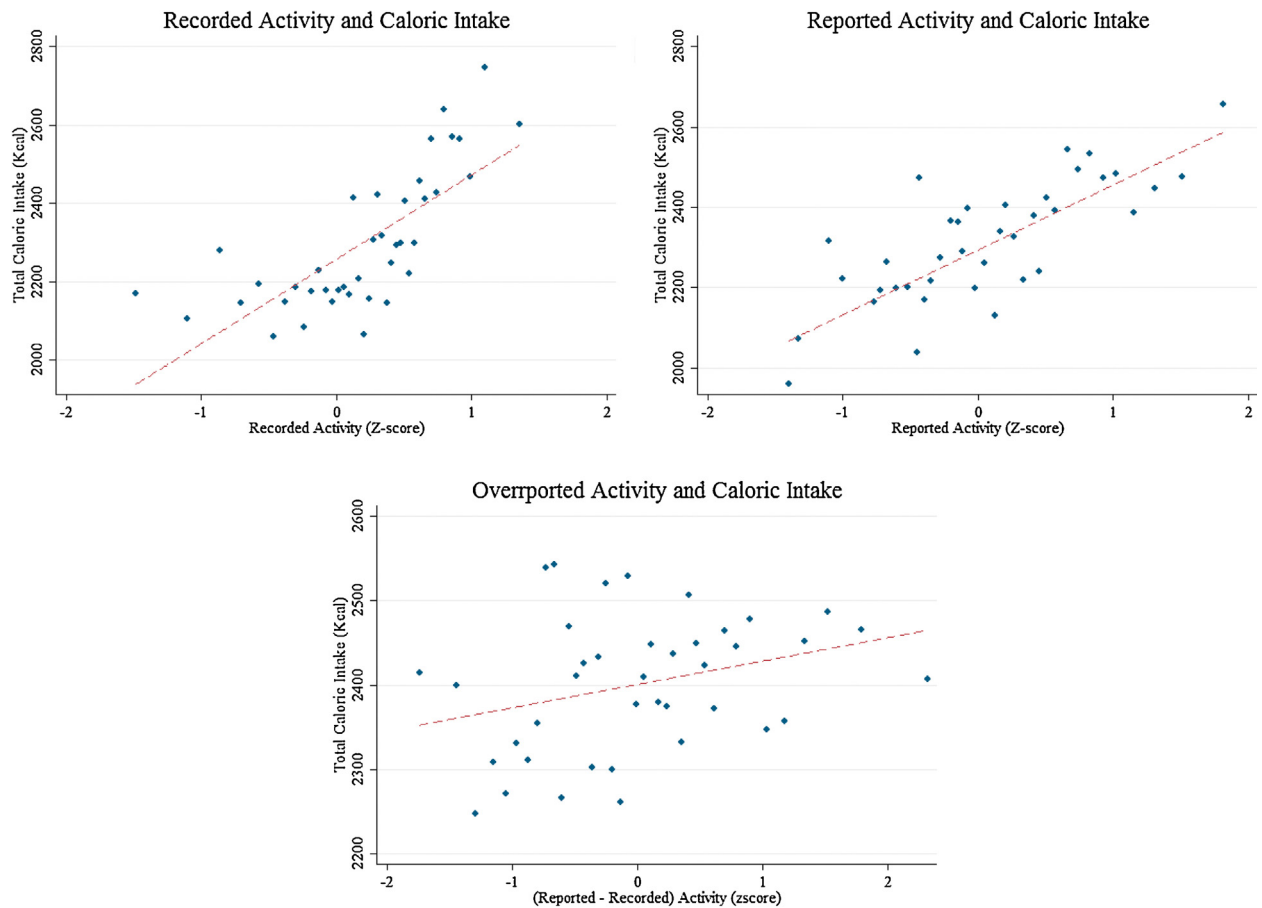 Recorded Activity and Caloric Intake
Total Caloric Intake (Kcal)
2800
2600
2400
2200
2000
-2 -1 0 1 2
Recorded Activity (Z-score)
Reported Activity and Caloric Intake
Total Caloric Intake (Kcal)
2800
2600
2400
2200
2000
-2 -1 0 1 2
Reported Activity (Z-score)
Overrported Activity and Caloric Intake
Total Caloric Intake (Kcal)
2600
2500
2400
2300
2200
-2 -1 0 1 2
(Reported - Recorded) Activity (zscore)